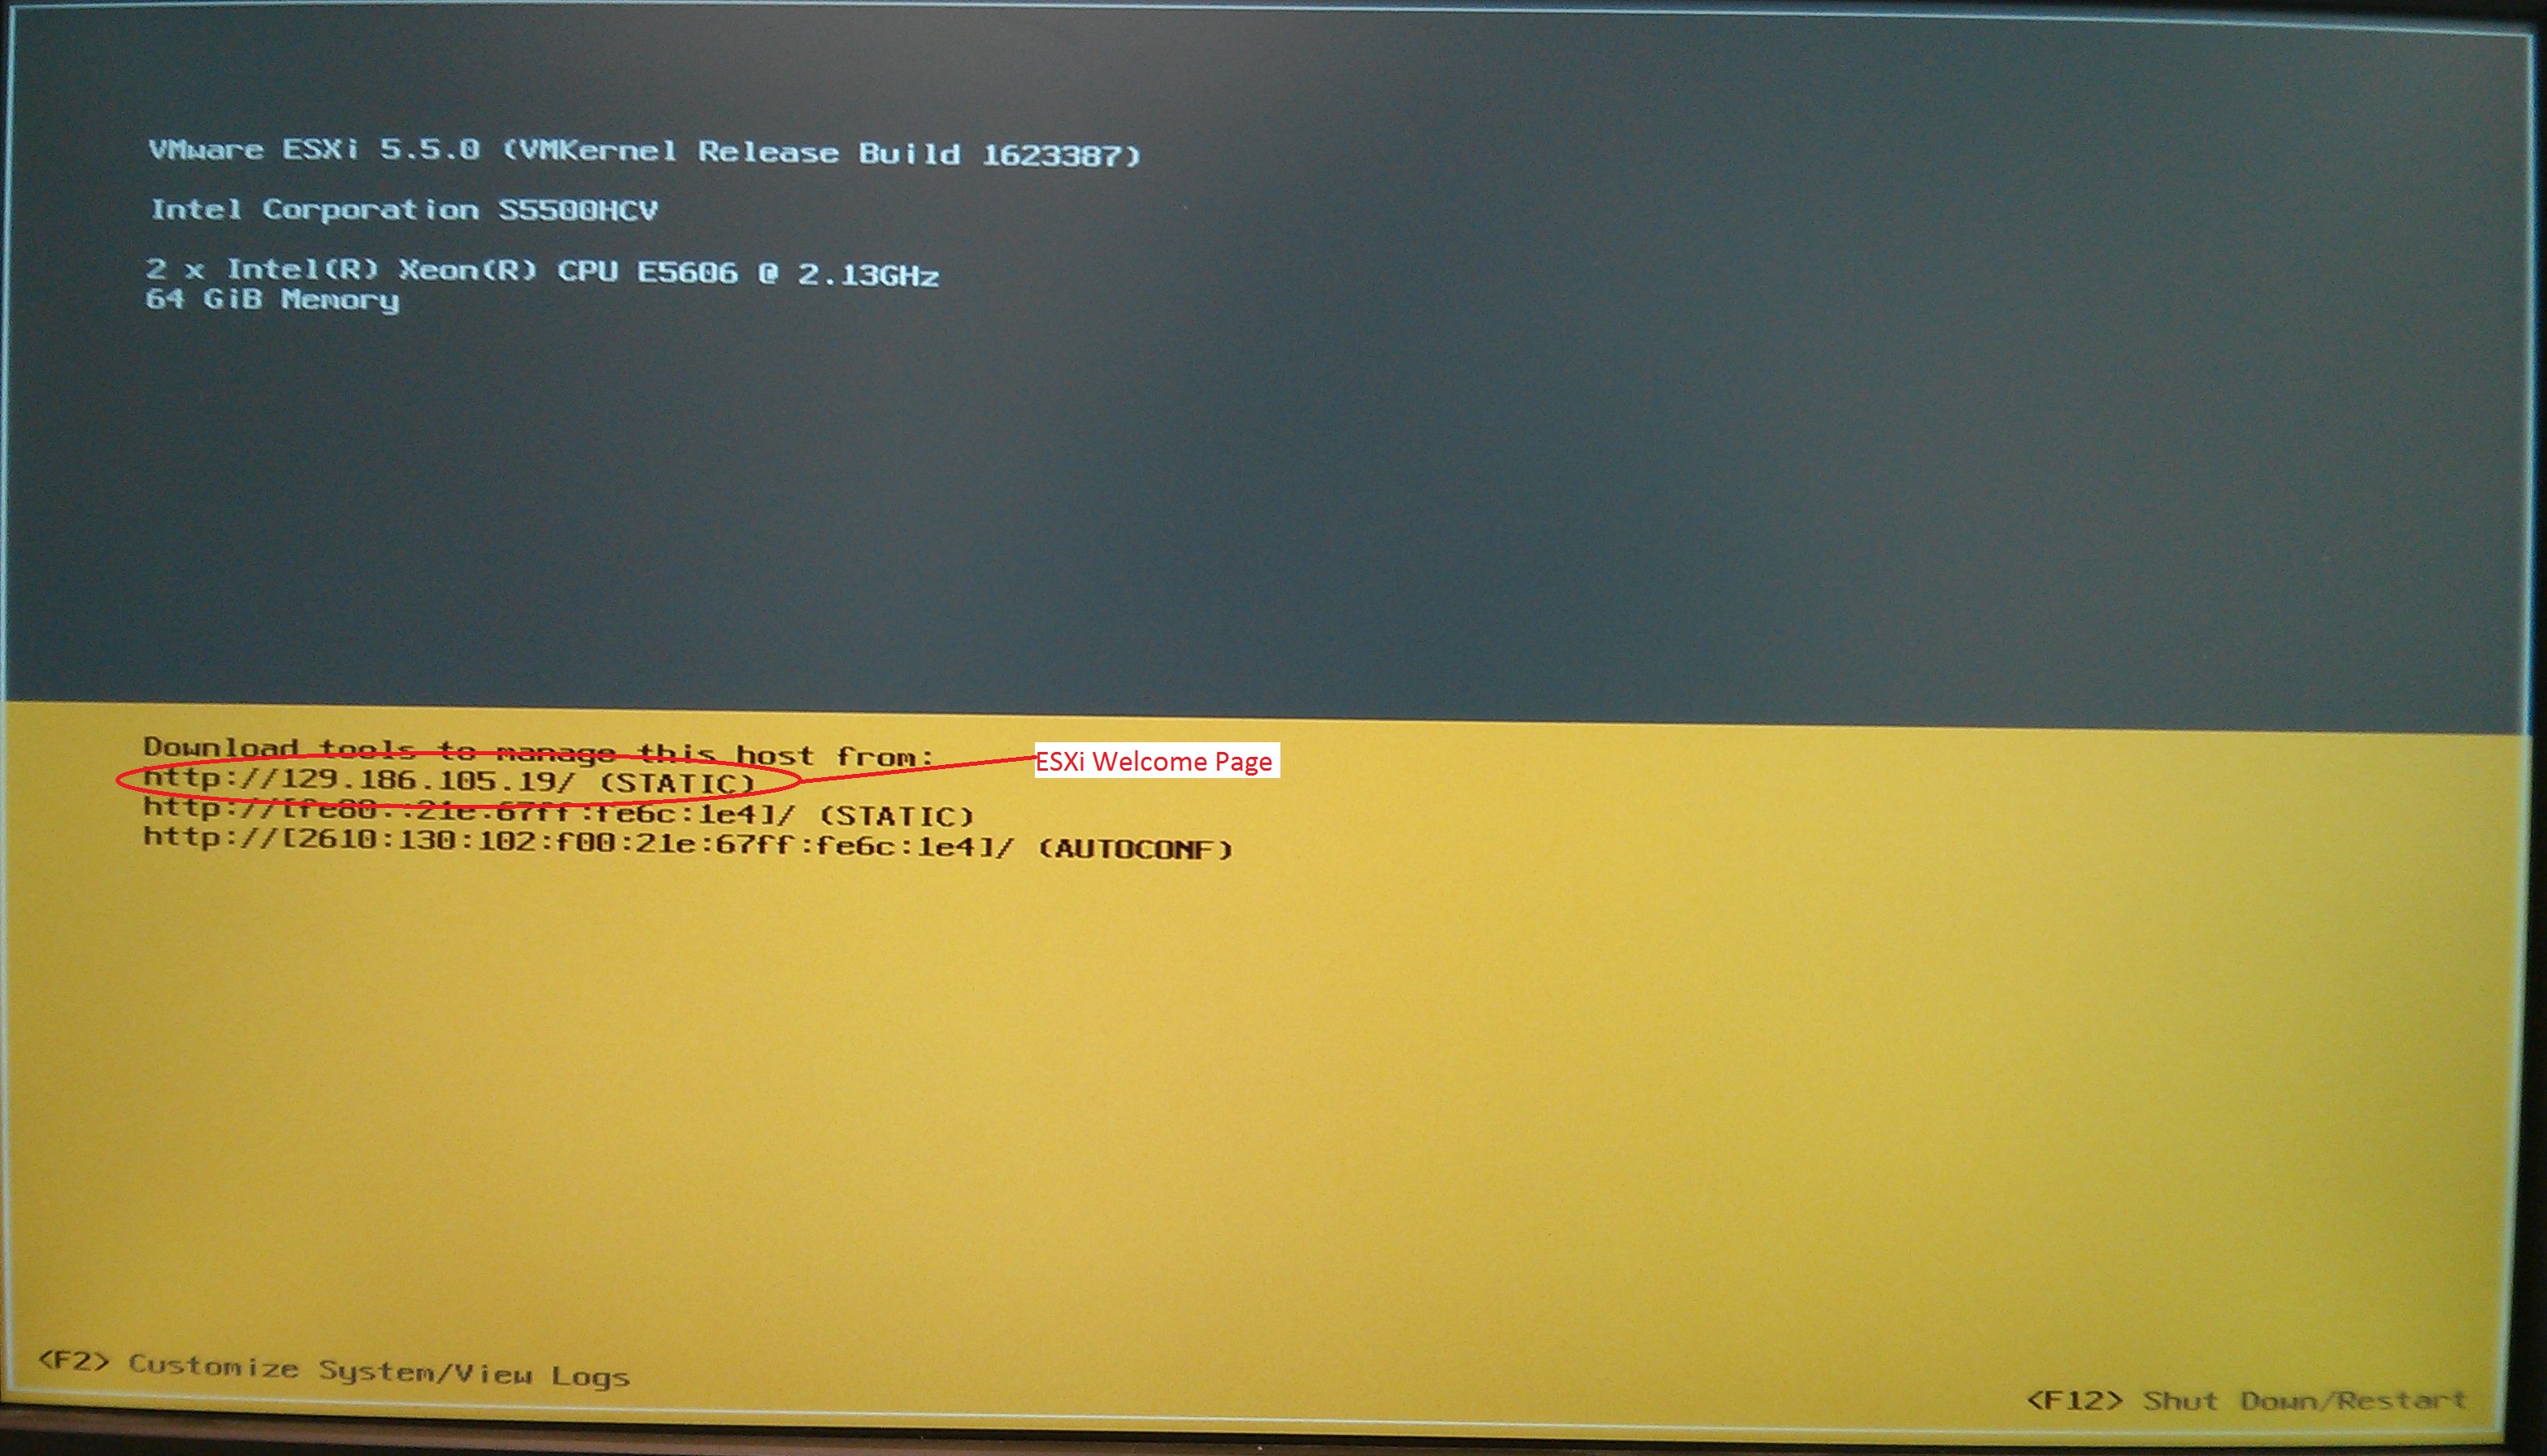 VMware ESXi 5.5.0 (VMKernel Release Build 1623387)
Intel Corporation S5500HCV
2 x Intel(R) Xeon(R) CPU E5606 @ 2.13GHz
64 GiB Memory
Download tools to manage this host from:
http://129.186.105.19/ (STATIC)
ESXi Welcome Page
http://[fe80::21e:67ff:fe6c:1e4]/ (STATIC)
http://[2610:130:102:f00:21e:67ff:fe6c:1e4]/ (AUTOCONF)
<F2> Customize System/View Logs
<F12> Shut Down/Restart